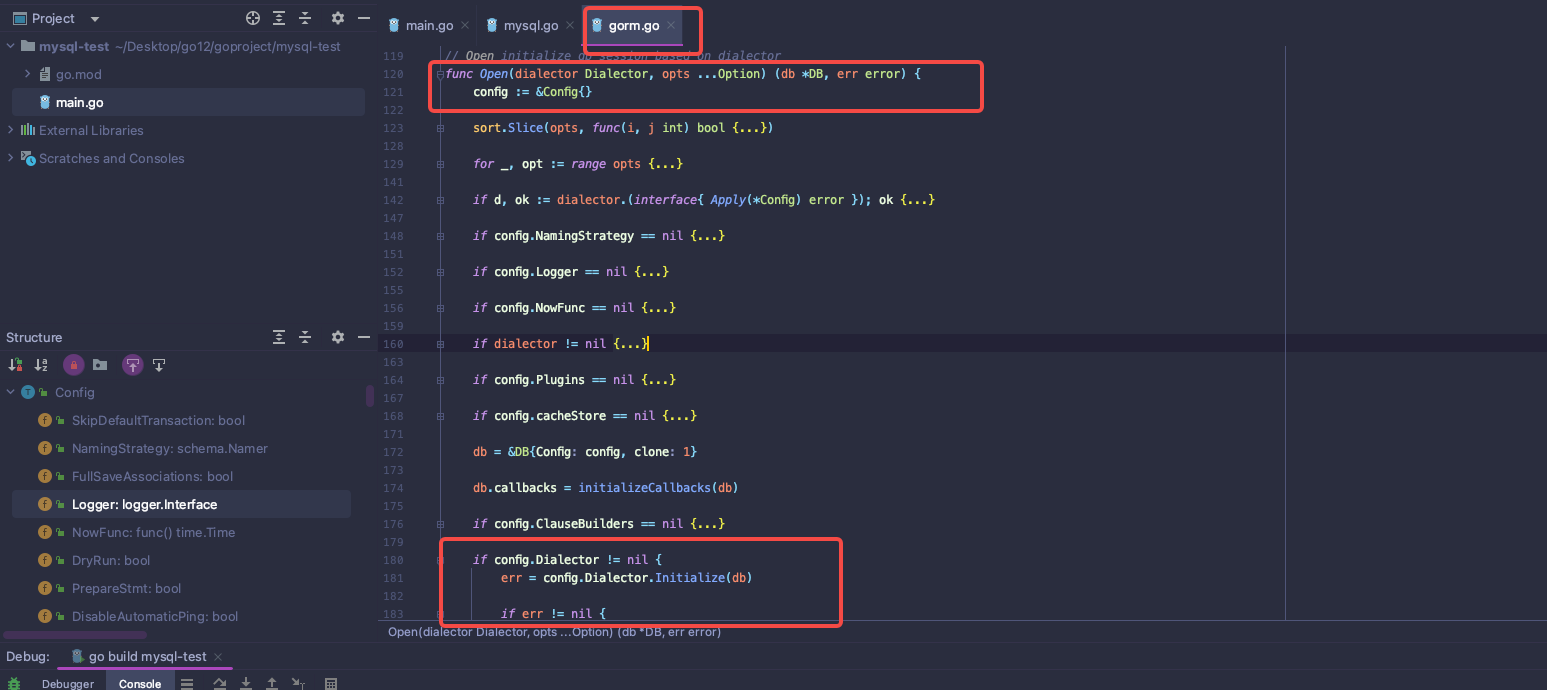 Project
mysql-test ~/Desktop/go12/goproject/mysql-test
go.mod
main.go
External Libraries
Scratches and Consoles
Structure
Config
SkipDefaultTransaction: bool
NamingStrategy: schema.Namer
FullSaveAssociations: bool
Logger: logger.Interface
NowFunc: func() time.Time
DryRun: bool
PrepareStmt: bool
DisableAutomaticPing: bool
main.go
mysql.go
gorm.go
119 // Open initialize db session based on dialector
120 func Open(dialector Dialector, opts ...Option) (db *DB, err error) {
121 config := &Config{}
122
123 sort.Slice(opts, func(i, j int) bool {...})
128
129 for _, opt := range opts {...}
141
142 if d, ok := dialector.(interface{ Apply(*Config) error }); ok {...}
147
148 if config.NamingStrategy == nil {...}
151
152 if config.Logger == nil {...}
155
156 if config.NowFunc == nil {...}
159
160 if dialector != nil {...}
163
164 if config.Plugins == nil {...}
167
168 if config.cacheStore == nil {...}
171
172 db = &DB{Config: config, clone: 1}
173
174 db.callbacks = initializeCallbacks(db)
175
176 if config.ClauseBuilders == nil {...}
179
180 if config.Dialector != nil {
181 err = config.Dialector.Initialize(db)
182
183 if err != nil {
Open(dialector Dialector, opts ...Option) (db *DB, err error)
Debug: go build mysql-test
Debugger Console